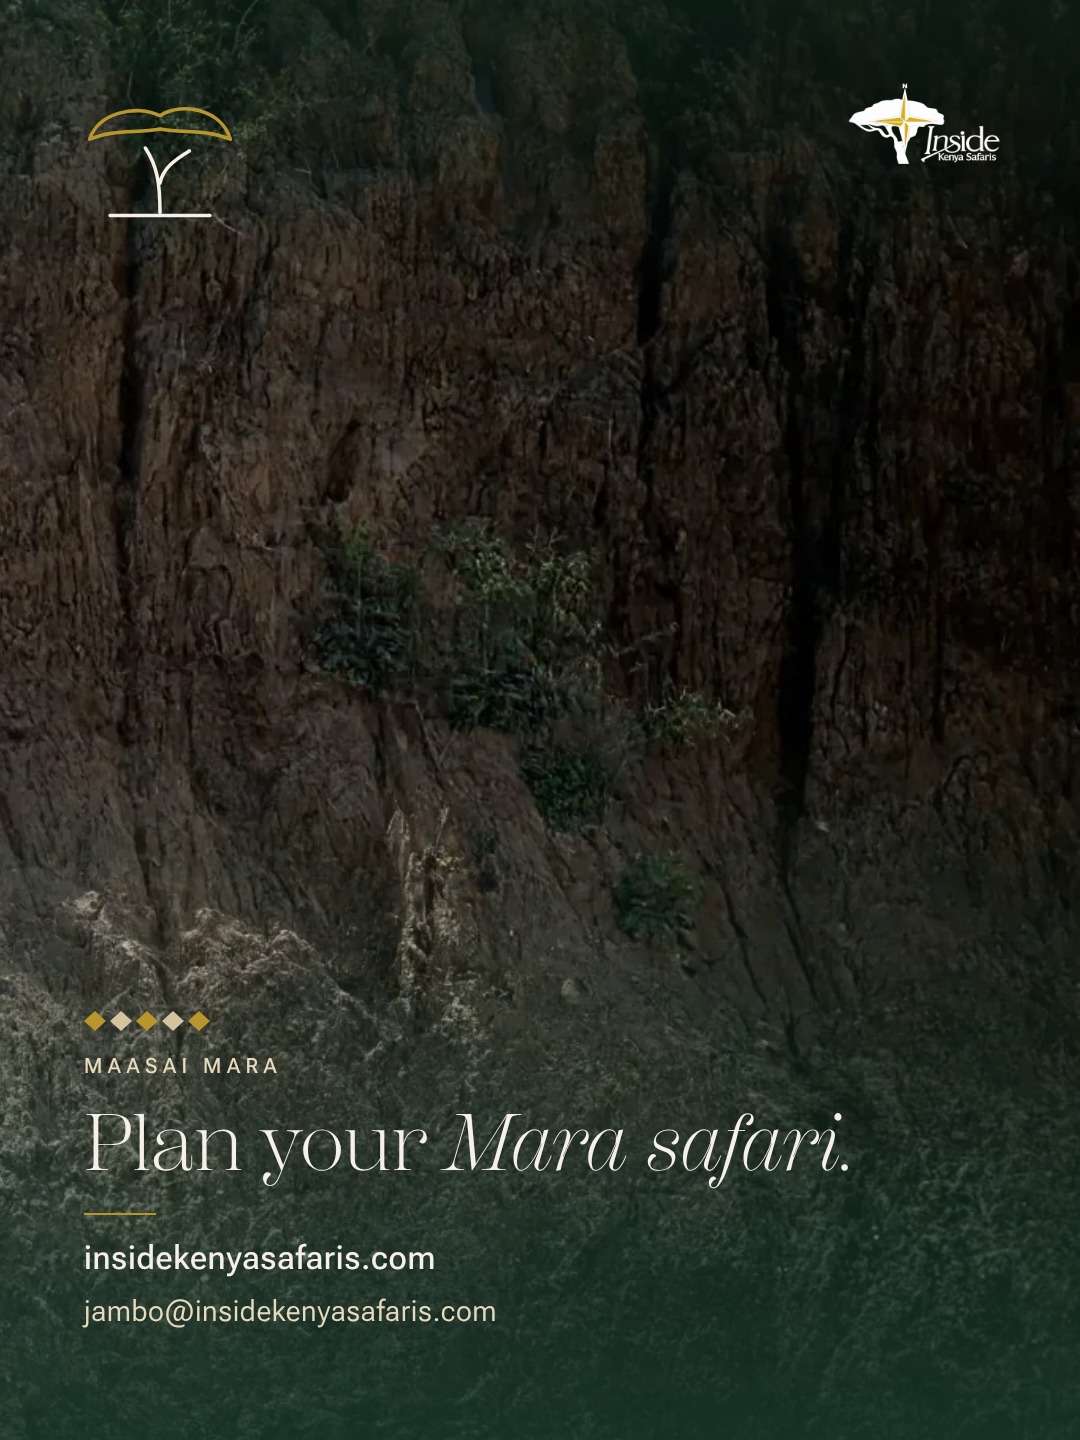 N
Inside
Kenya Safaris
MAASAI MARA
Plan your Mara safari.
insidekenyasafaris.com
jambo@insidekenyasafaris.com